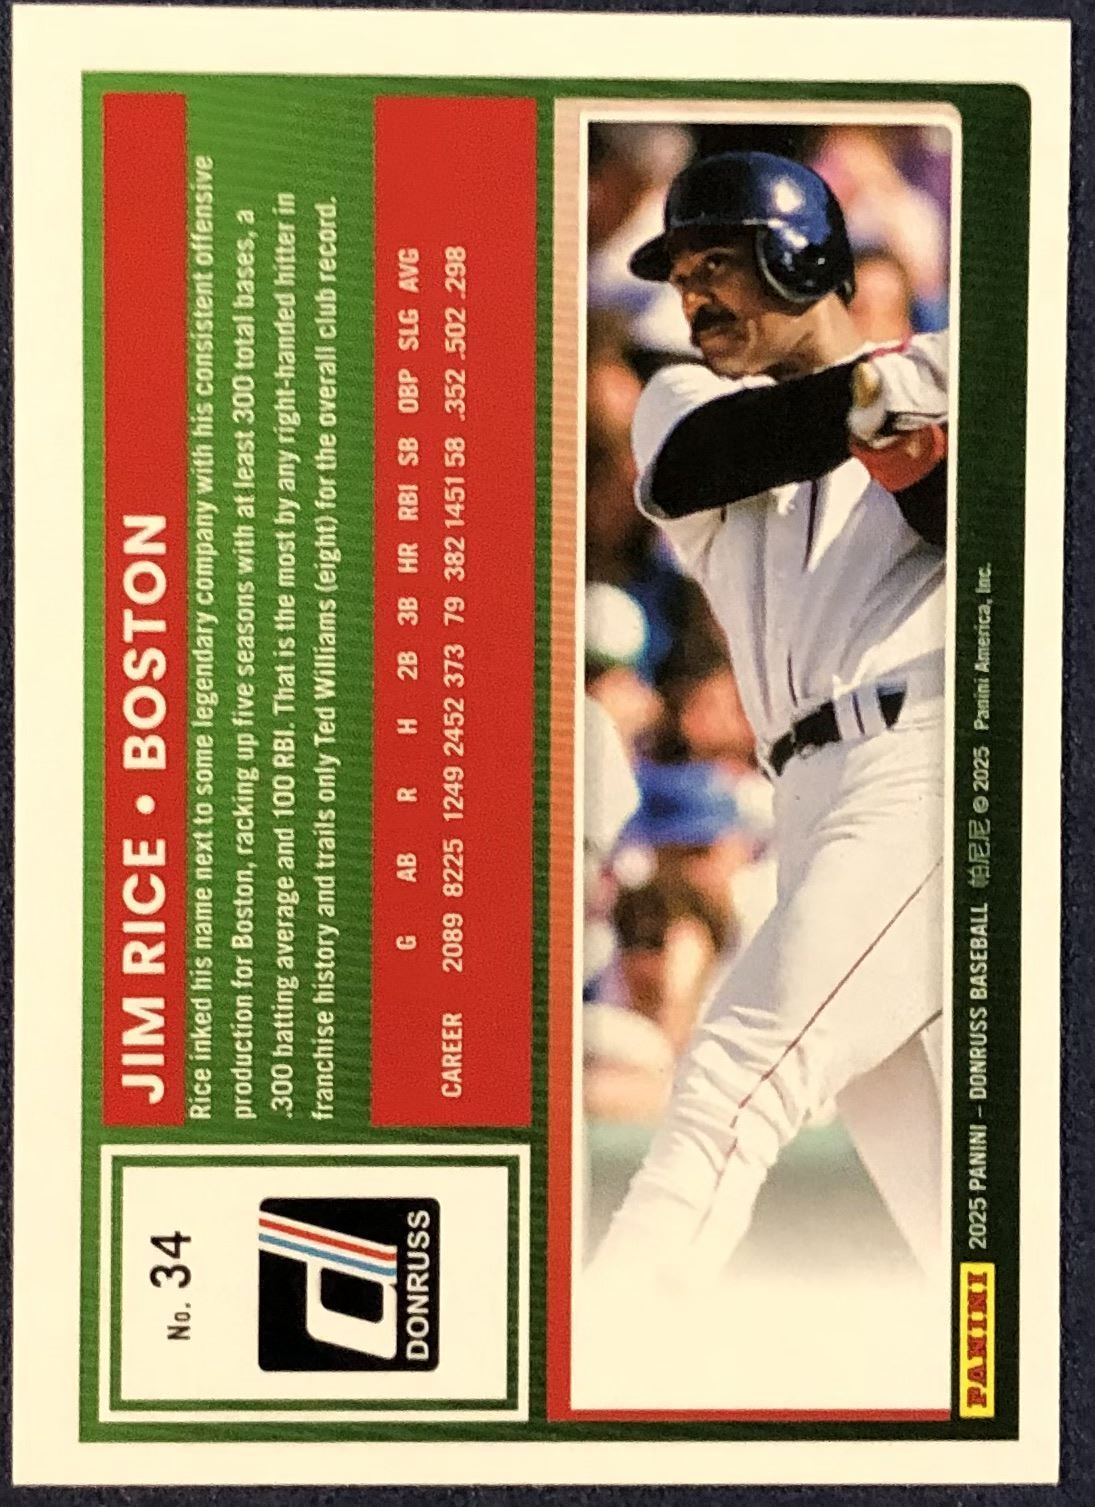 No. 34
DONRUSS
JIM RICE • BOSTON
Rice inked his name next to some legendary company with his consistent offensive
production for Boston, racking up five seasons with at least 300 total bases, a
.300 batting average and 100 RBI. That is the most by any right-handed hitter in
franchise history and trails only Ted Williams (eight) for the overall club record.
G AB R H 2B 3B HR RBI SB OBP SLG AVG
CAREER 2089 8225 1249 2452 373 79 382 1451 58 .352 .502 .298
PANINI 2025 PANINI – DONRUSS BASEBALL 帕尼尼 © 2025 Panini America, Inc.